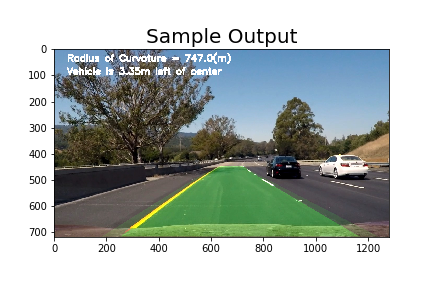 Sample Output
Radius of Curvature = 747.0(m)
Vehicle is 3.35m left of center
0
100
200
300
400
500
600
700
0 200 400 600 800 1000 1200